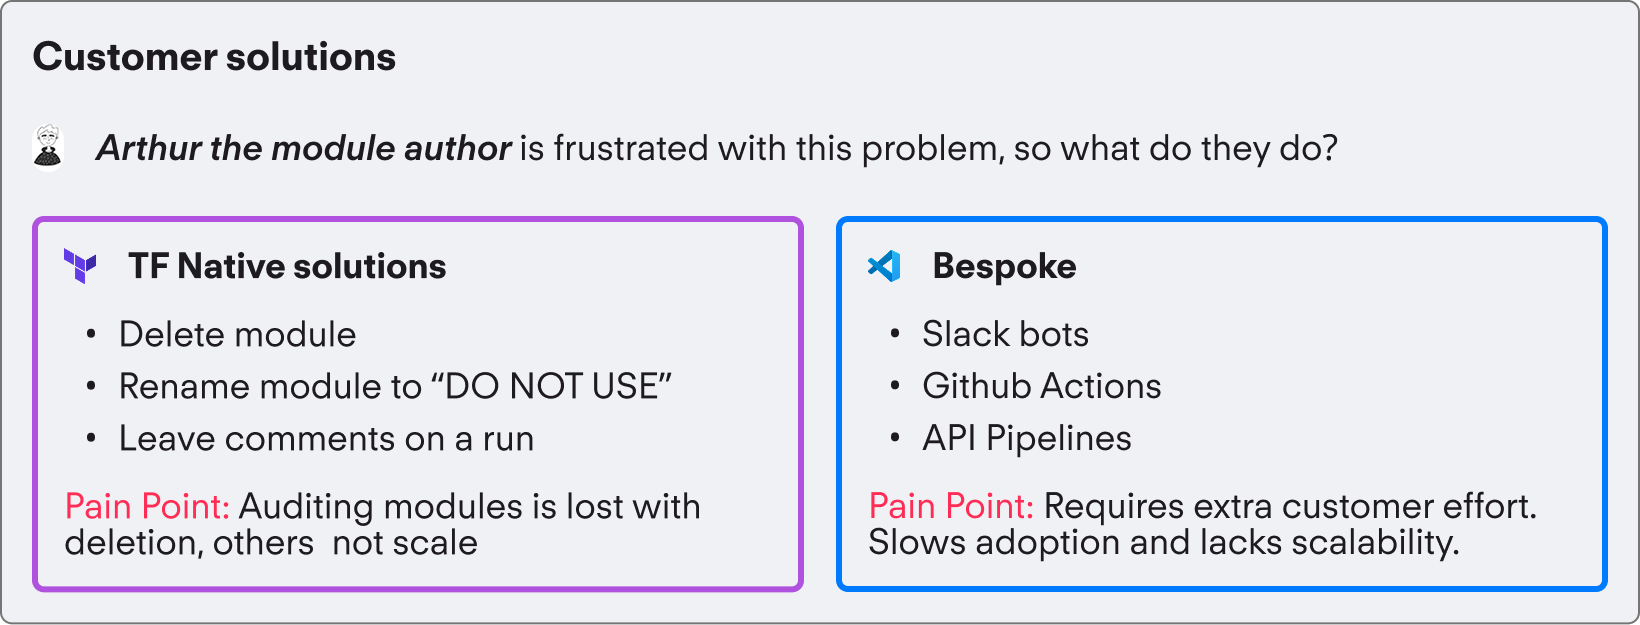 Customer solutions
Arthur the module author is frustrated with this problem, so what do they do?
TF Native solutions
• Delete module
• Rename module to “DO NOT USE”
• Leave comments on a run
Pain Point: Auditing modules is lost with
deletion, others  not scale
Bespoke
• Slack bots
• Github Actions
• API Pipelines
Pain Point: Requires extra customer effort.
Slows adoption and lacks scalability.